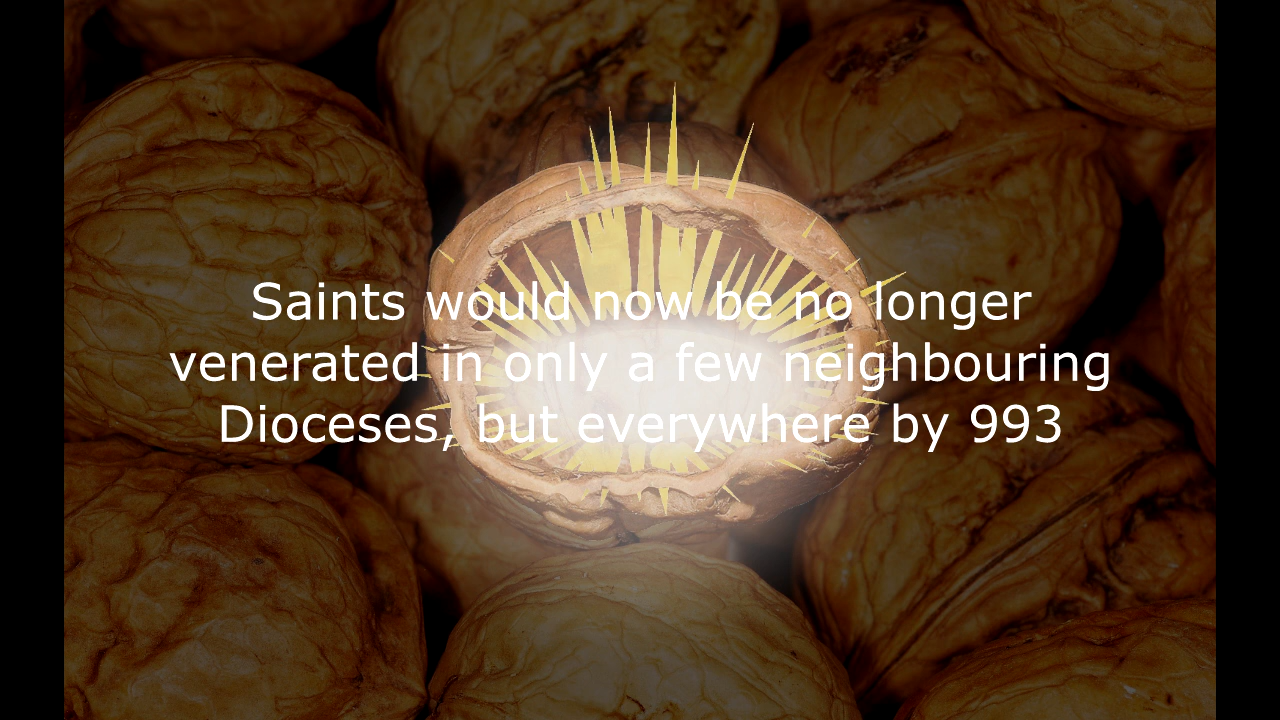 Saints would now be no longer
venerated in only a few neighbouring
Dioceses, but everywhere by 993